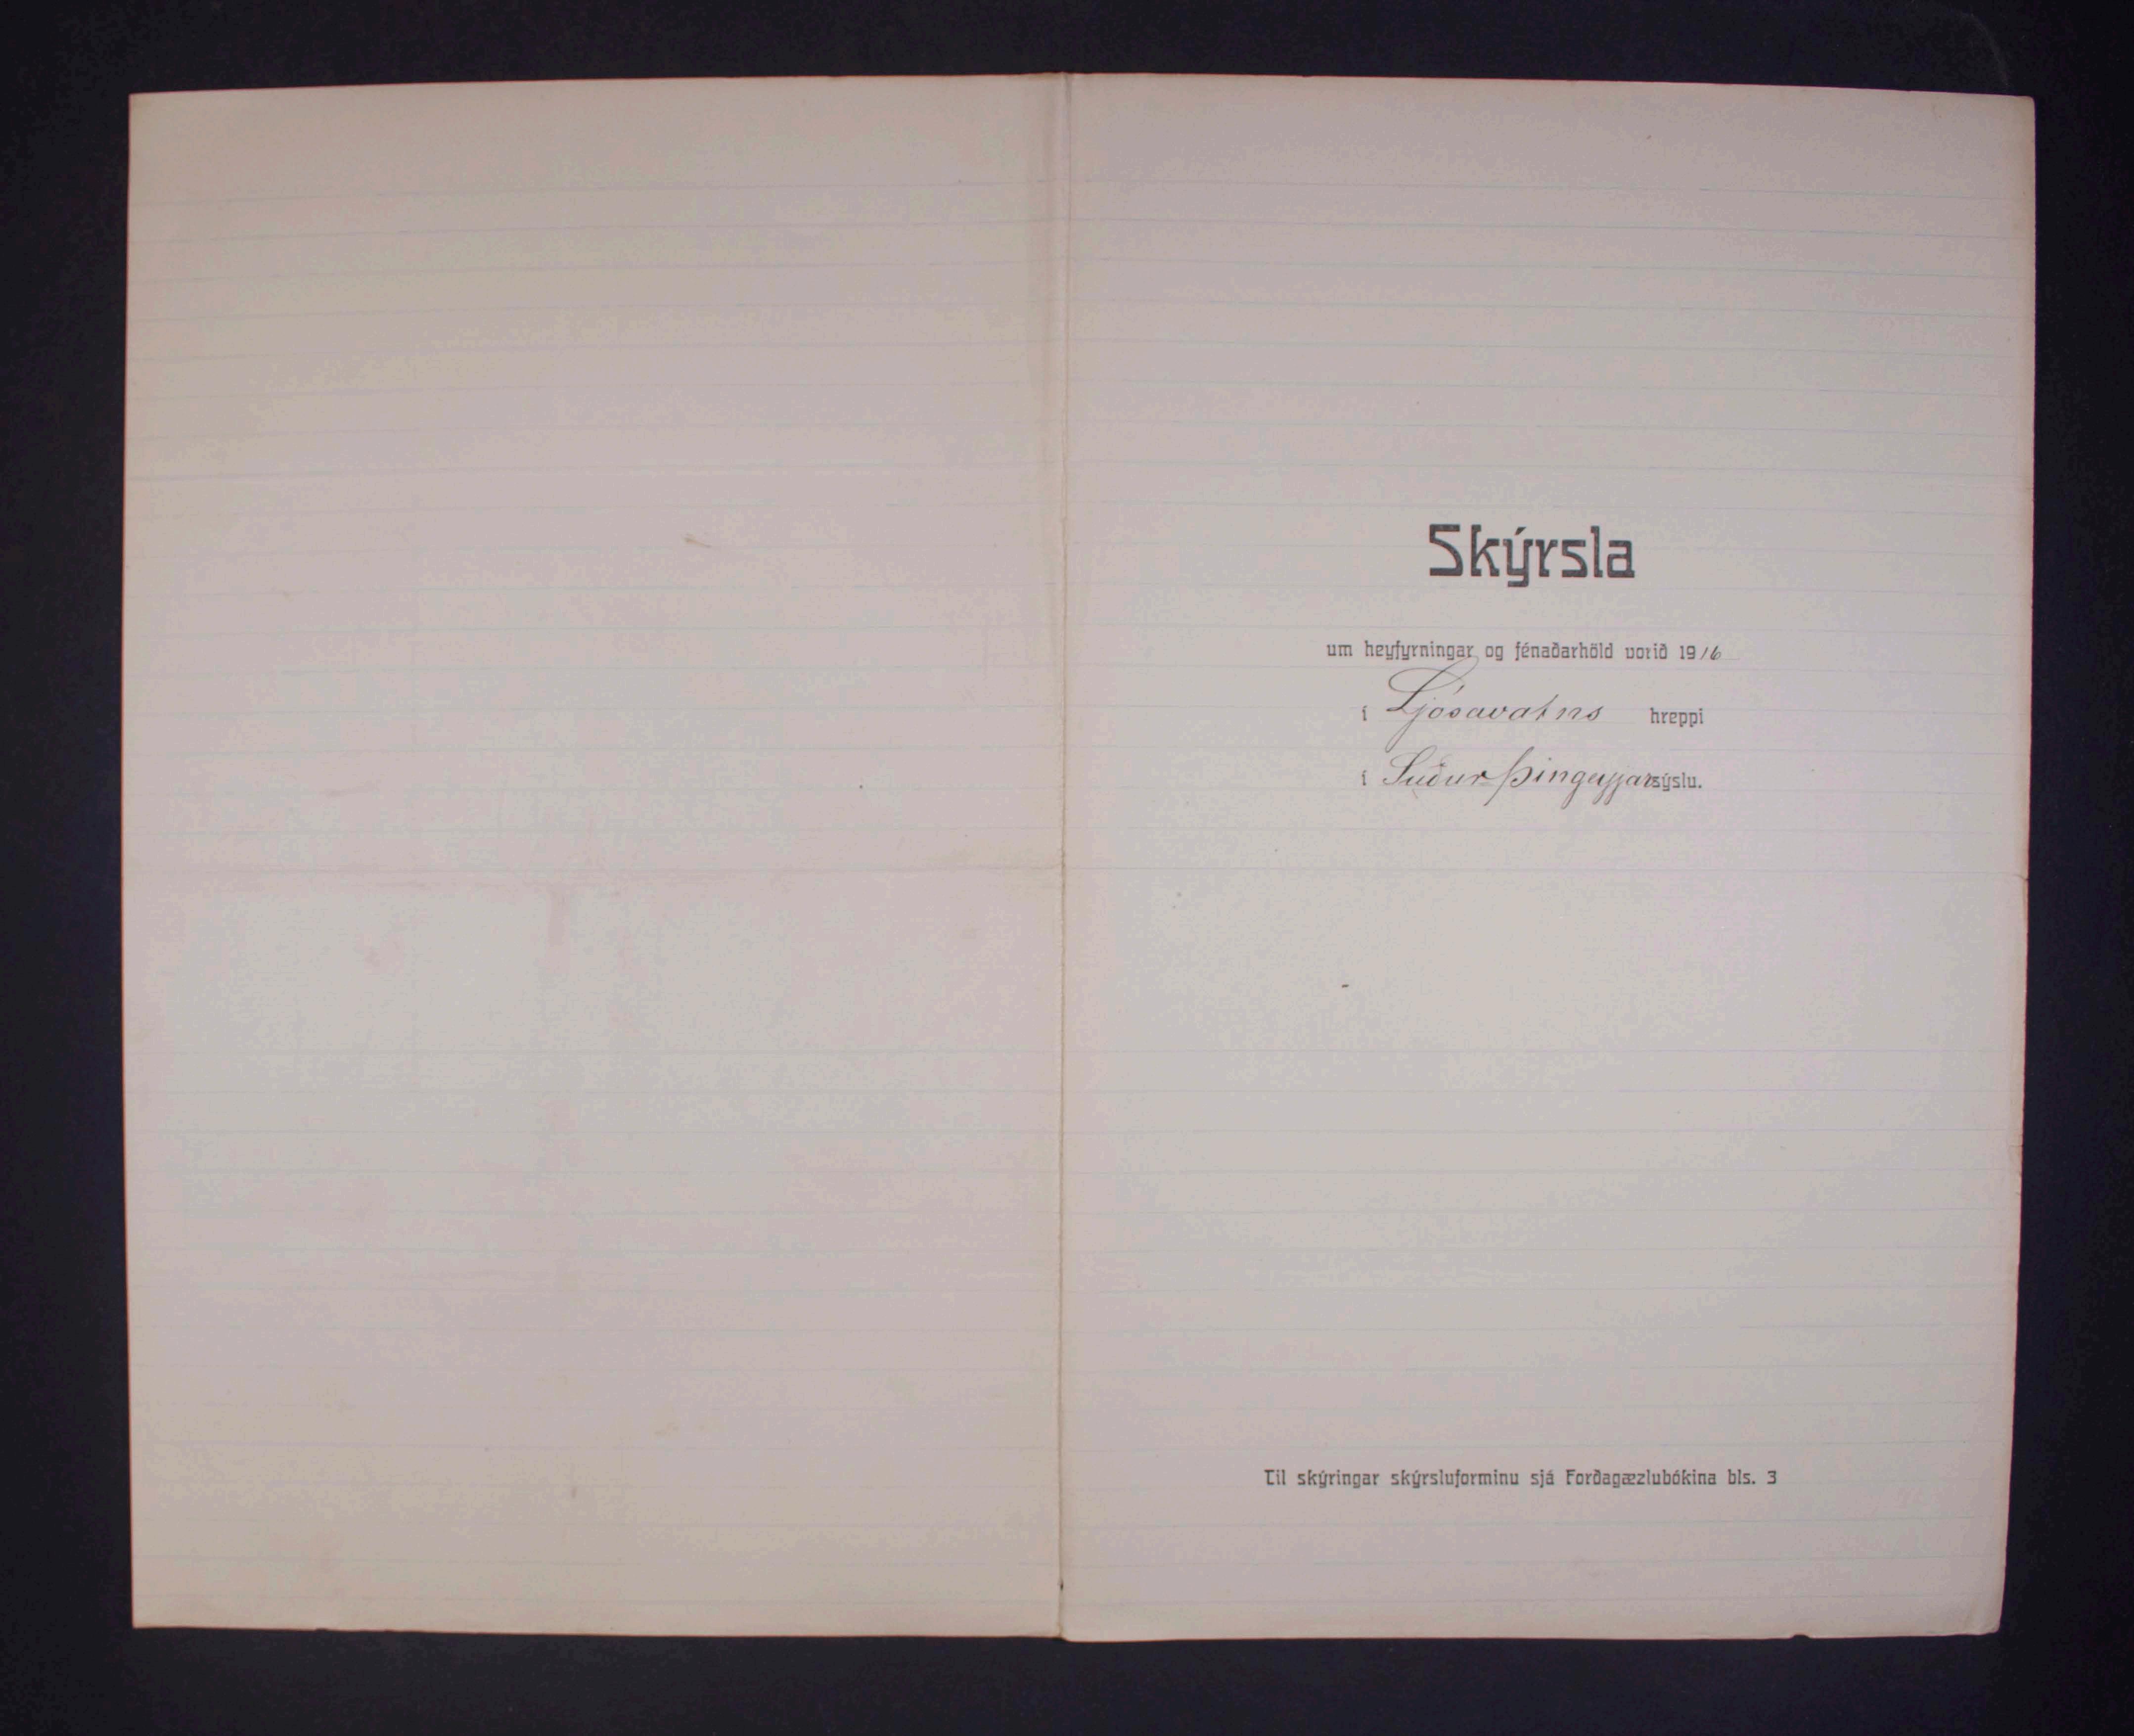 Skýrsla
um heyfyrningar og fénaðarhöld vorið 1916
í Ljósavatns hreppi
í Suður-Þingeyjarsýslu.
Til skýringar skýrsluforminu sjá Forðagæzlubókina bls. 3